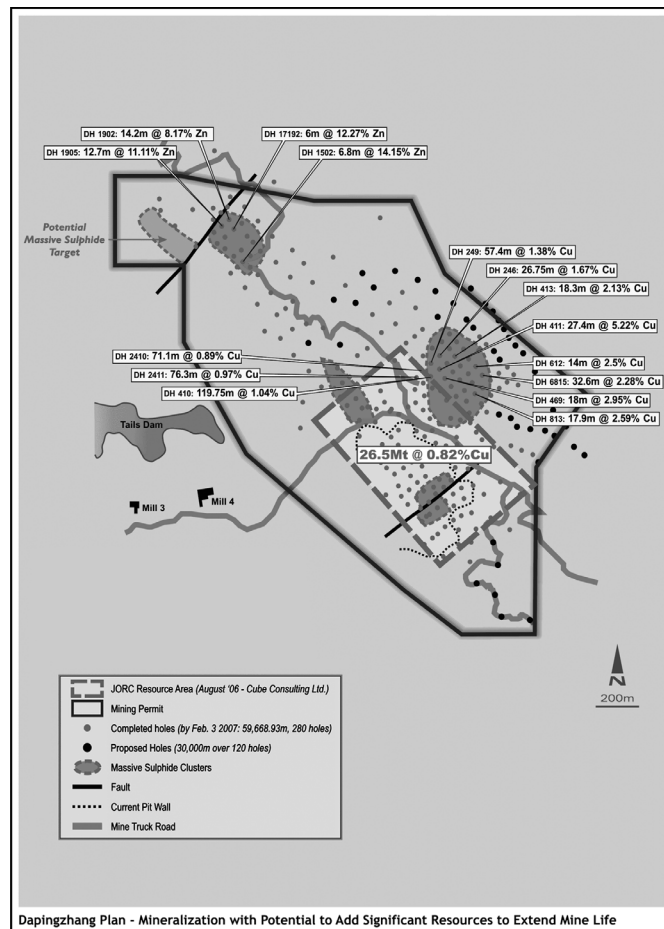 DH 1902: 14.2m @ 8.17% Zn
DH 17192: 6m @ 12.27% Zn
DH 1905: 12.7m @ 11.11% Zn
DH 1502: 6.8m @ 14.15% Zn
Potential
Massive Sulphide
Target
DH 249: 57.4m @ 1.38% Cu
DH 246: 26.75m @ 1.67% Cu
DH 413: 18.3m @ 2.13% Cu
DH 411: 27.4m @ 5.22% Cu
DH 2410: 71.1m @ 0.89% Cu
DH 612: 14m @ 2.5% Cu
DH 2411: 76.3m @ 0.97% Cu
DH 6815: 32.6m @ 2.28% Cu
DH 410: 119.75m @ 1.04% Cu
DH 469: 18m @ 2.95% Cu
DH 813: 17.9m @ 2.59% Cu
Tails Dam
26.5Mt @ 0.82%Cu
Mill 3
Mill 4
N
200m
JORC Resource Area (August '06 - Cube Consulting Ltd.)
Mining Permit
Completed holes (by Feb. 3 2007: 59,668.93m, 280 holes)
Proposed Holes (30,000m over 120 holes)
Massive Sulphide Clusters
Fault
Current Pit Wall
Mine Truck Road
Dapingzhang Plan - Mineralization with Potential to Add Significant Resources to Extend Mine Life